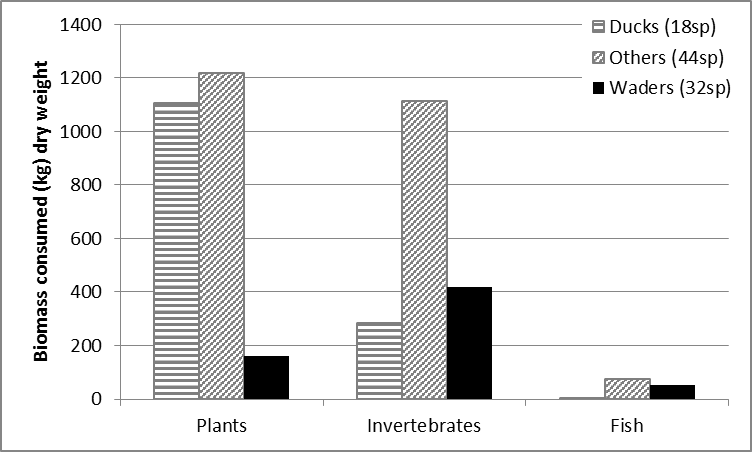 Biomass consumed (kg) dry weight
1400
1200
1000
800
600
400
200
0
Ducks (18sp)
Others (44sp)
Waders (32sp)
Plants
Invertebrates
Fish